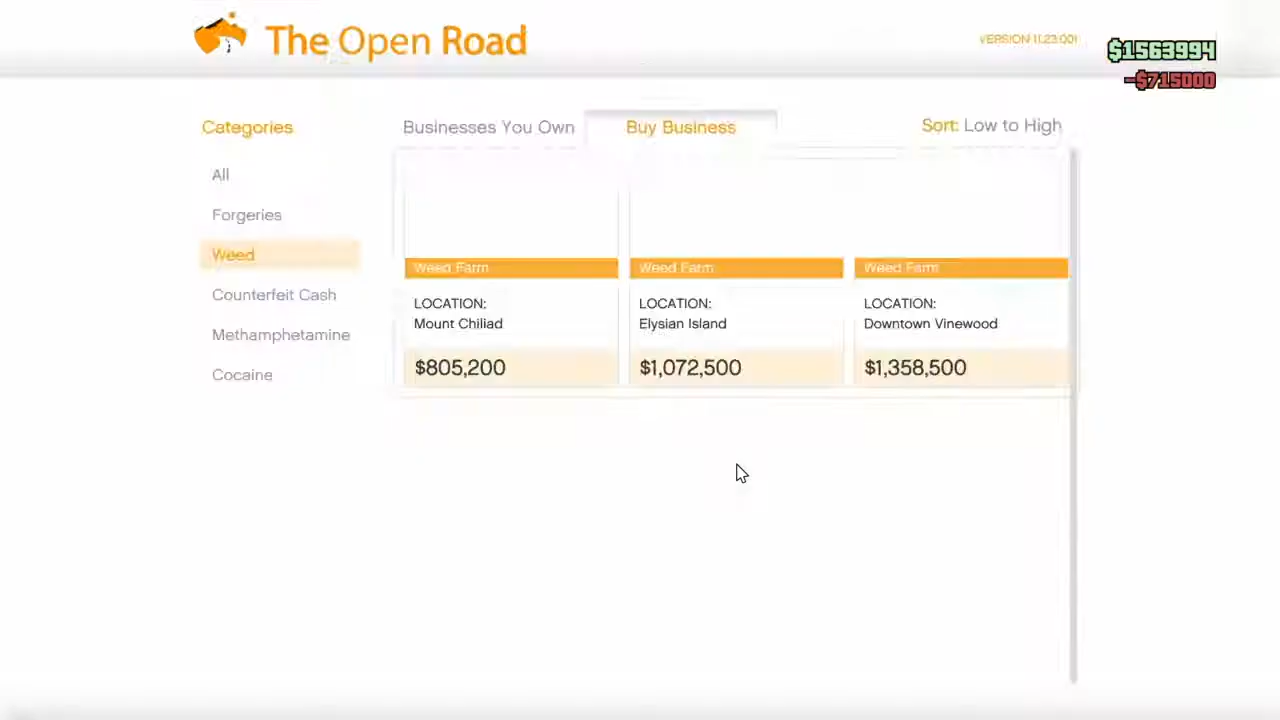 The Open Road
VERSION 11.23.001
$1563994
-$715000
Categories
Businesses You Own
Buy Business
Sort: Low to High
All
Forgeries
Weed
Counterfeit Cash
Methamphetamine
Cocaine
Weed Farm
LOCATION:
Mount Chiliad
$805,200
Weed Farm
LOCATION:
Elysian Island
$1,072,500
Weed Farm
LOCATION:
Downtown Vinewood
$1,358,500